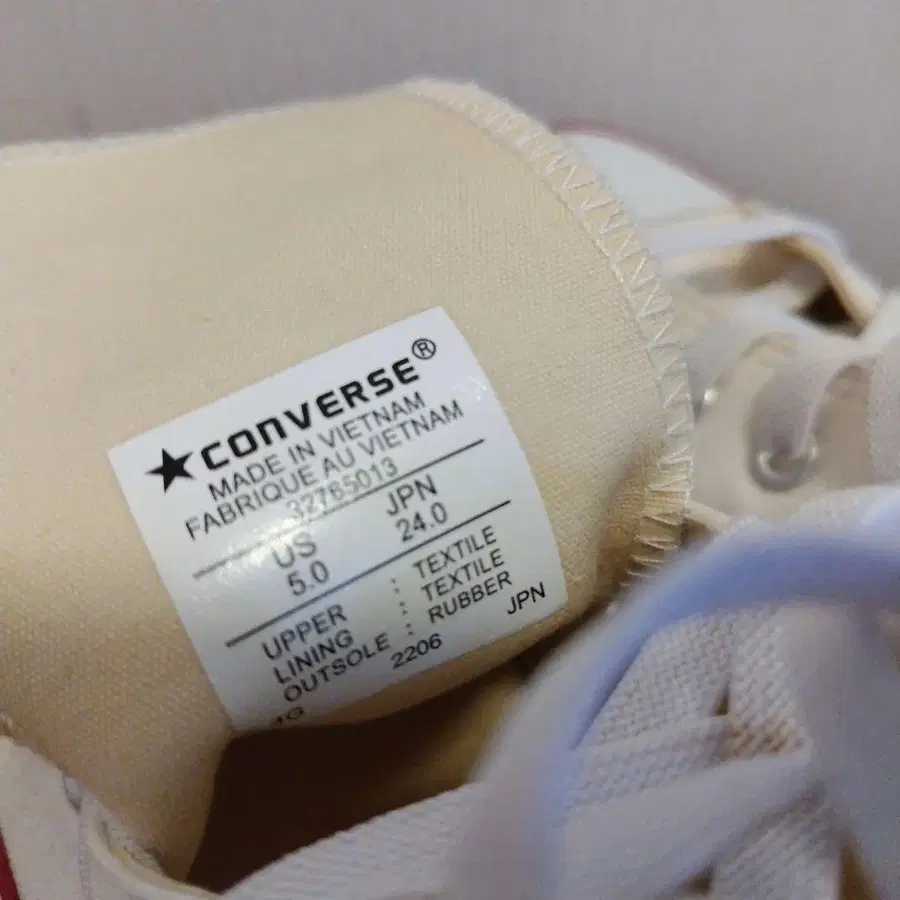 ★CONVERSE®
MADE IN VIETNAM
FABRIQUE AU VIETNAM
32765013
US JPN
5.0 24.0
UPPER : TEXTILE
LINING : TEXTILE
OUTSOLE : RUBBER
2206 JPN